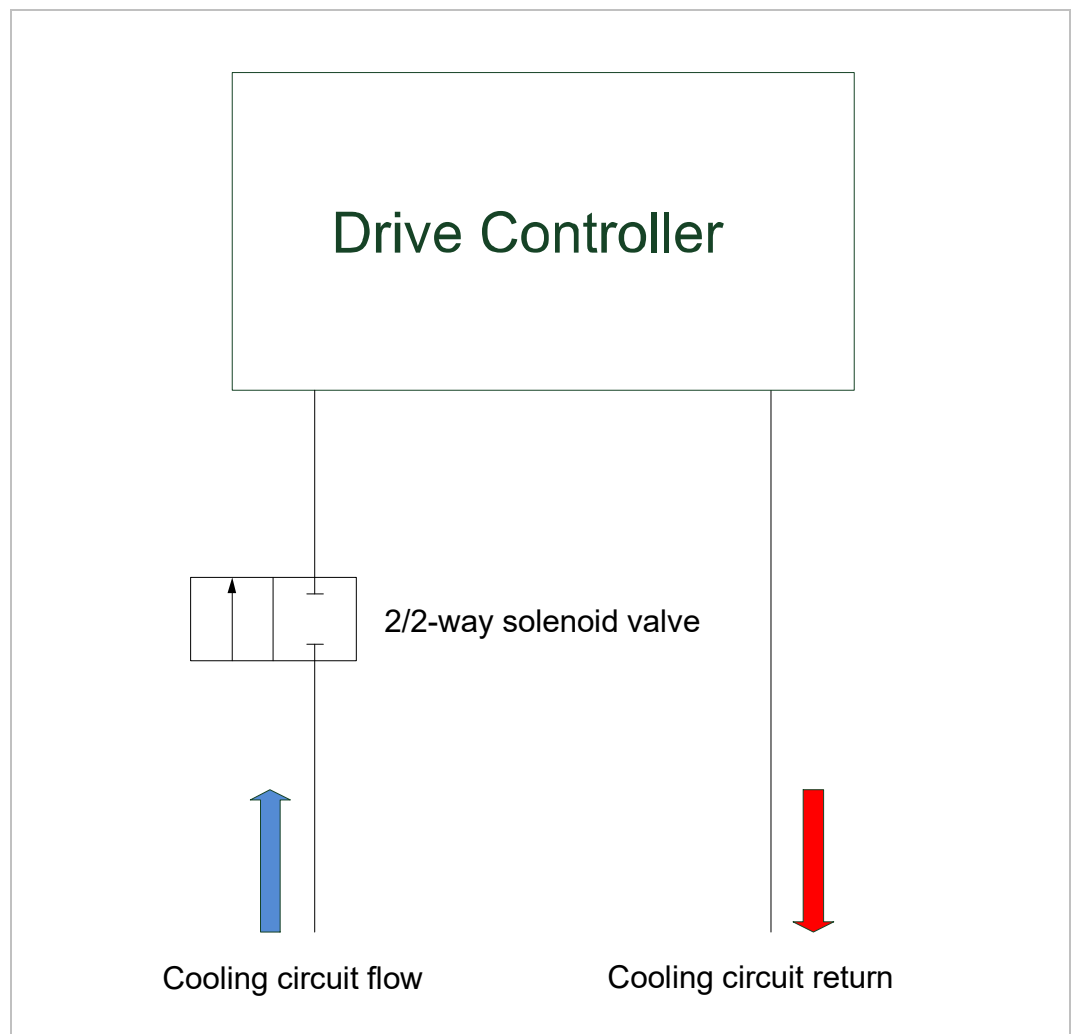 Drive Controller
2/2-way solenoid valve
Cooling circuit flow
Cooling circuit return